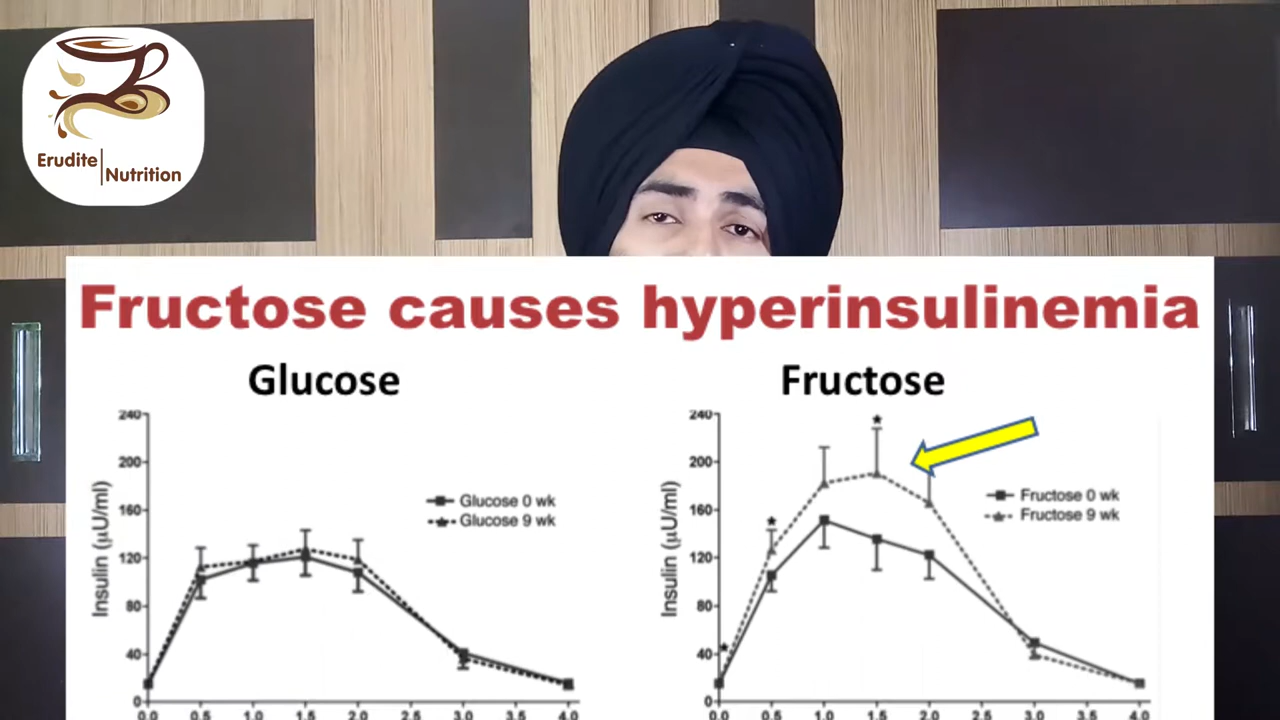 Erudite
Nutrition
Fructose causes hyperinsulinemia
Glucose
Fructose
240
200
160
120
80
40
0
Insulin (μU/ml)
Glucose 0 wk
Glucose 9 wk
0.0 0.5 1.0 1.5 2.0 2.5 3.0 3.5 4.0
240
200
160
120
80
40
0
Insulin (μU/ml)
* * *
Fructose 0 wk
Fructose 9 wk
0.0 0.5 1.0 1.5 2.0 2.5 3.0 3.5 4.0